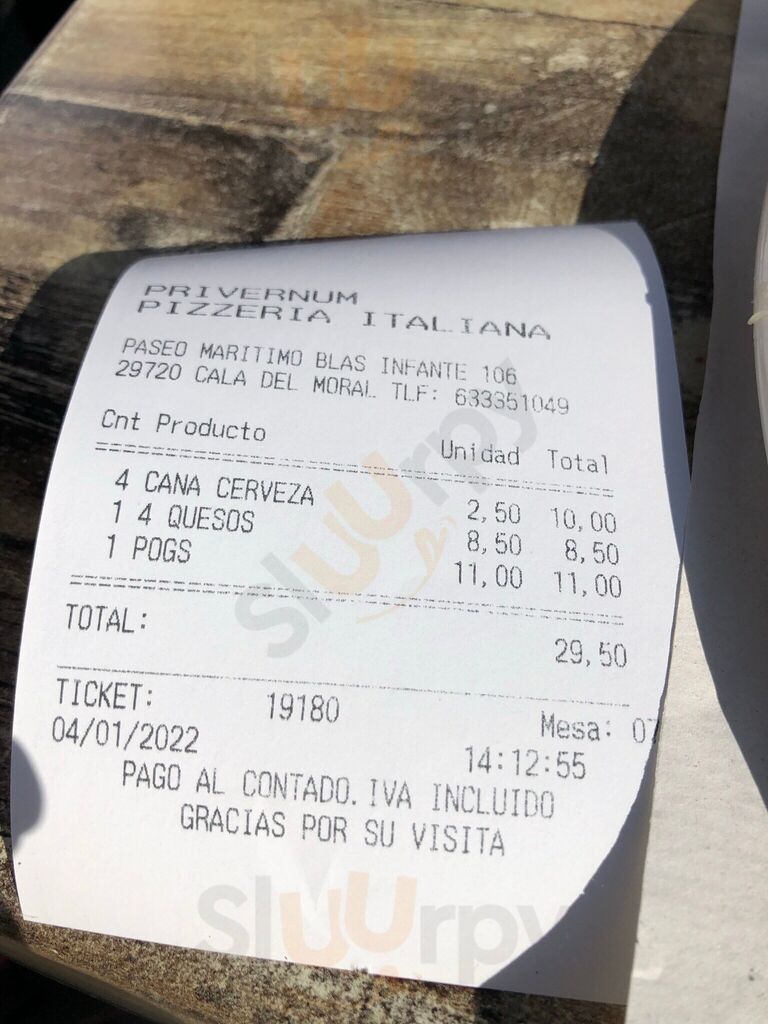 PRIVERNUM
PIZZERIA ITALIANA
PASEO MARITIMO BLAS INFANTE 106
29720 CALA DEL MORAL TLF: 633351049
Cnt Producto Unidad Total
4 CANA CERVEZA 2,50 10,00
1 4 QUESOS 8,50 8,50
1 POGS 11,00 11,00
TOTAL: 29,50
TICKET: 19180 Mesa: 07
04/01/2022 14:12:55
PAGO AL CONTADO. IVA INCLUIDO
GRACIAS POR SU VISITA
sluurpy
sluurpy